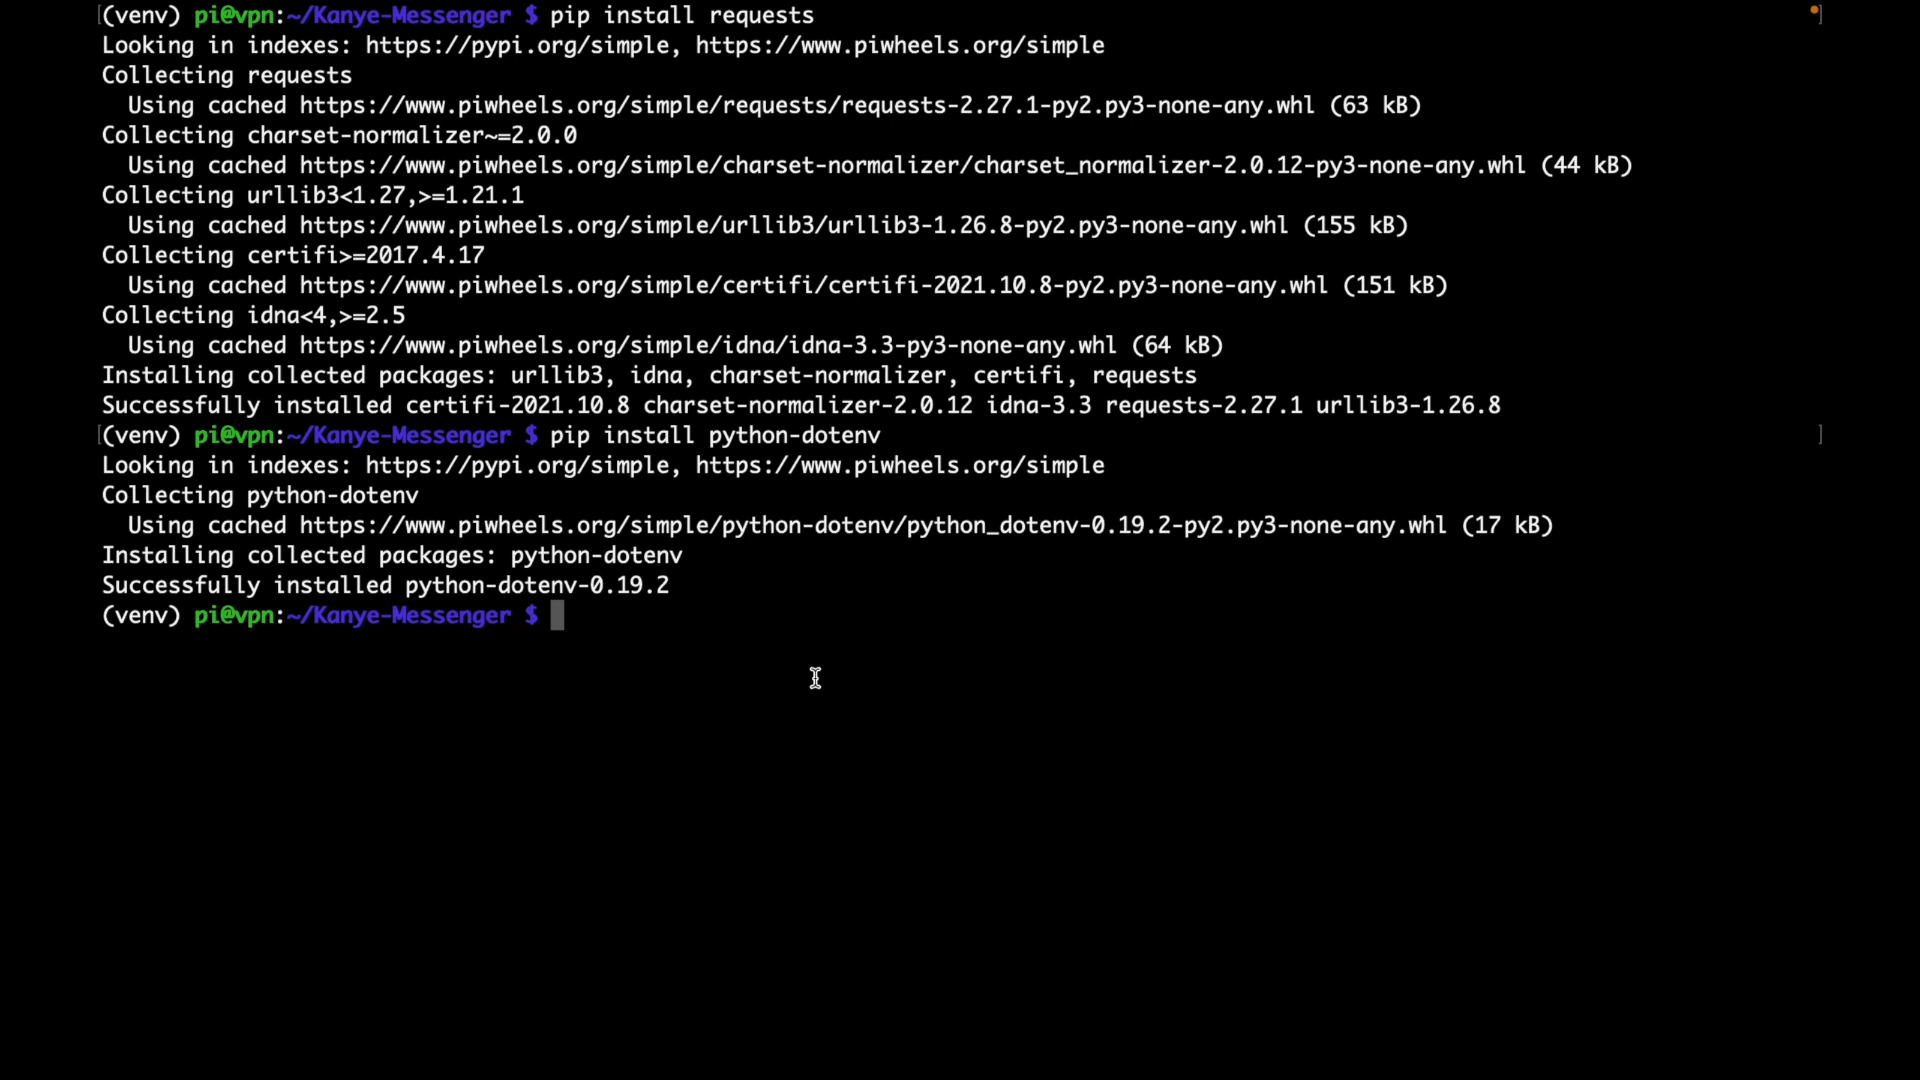 (venv) pi@vpn:~/Kanye-Messenger $ pip install requests
Looking in indexes: https://pypi.org/simple, https://www.piwheels.org/simple
Collecting requests
  Using cached https://www.piwheels.org/simple/requests/requests-2.27.1-py2.py3-none-any.whl (63 kB)
Collecting charset-normalizer~=2.0.0
  Using cached https://www.piwheels.org/simple/charset-normalizer/charset_normalizer-2.0.12-py3-none-any.whl (44 kB)
Collecting urllib3<1.27,>=1.21.1
  Using cached https://www.piwheels.org/simple/urllib3/urllib3-1.26.8-py2.py3-none-any.whl (155 kB)
Collecting certifi>=2017.4.17
  Using cached https://www.piwheels.org/simple/certifi/certifi-2021.10.8-py2.py3-none-any.whl (151 kB)
Collecting idna<4,>=2.5
  Using cached https://www.piwheels.org/simple/idna/idna-3.3-py3-none-any.whl (64 kB)
Installing collected packages: urllib3, idna, charset-normalizer, certifi, requests
Successfully installed certifi-2021.10.8 charset-normalizer-2.0.12 idna-3.3 requests-2.27.1 urllib3-1.26.8
(venv) pi@vpn:~/Kanye-Messenger $ pip install python-dotenv
Looking in indexes: https://pypi.org/simple, https://www.piwheels.org/simple
Collecting python-dotenv
  Using cached https://www.piwheels.org/simple/python-dotenv/python_dotenv-0.19.2-py2.py3-none-any.whl (17 kB)
Installing collected packages: python-dotenv
Successfully installed python-dotenv-0.19.2
(venv) pi@vpn:~/Kanye-Messenger $